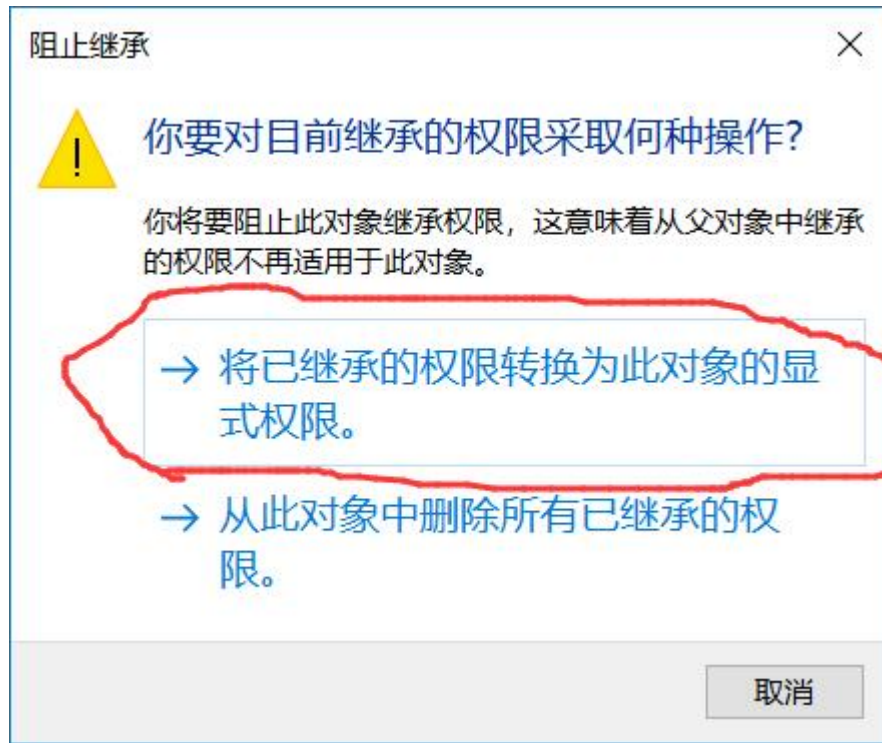 阻止继承
你要对目前继承的权限采取何种操作?
你将要阻止此对象继承权限，这意味着从父对象中继承
的权限不再适用于此对象。
→ 将已继承的权限转换为此对象的显
式权限。
→ 从此对象中删除所有已继承的权
限。
取消